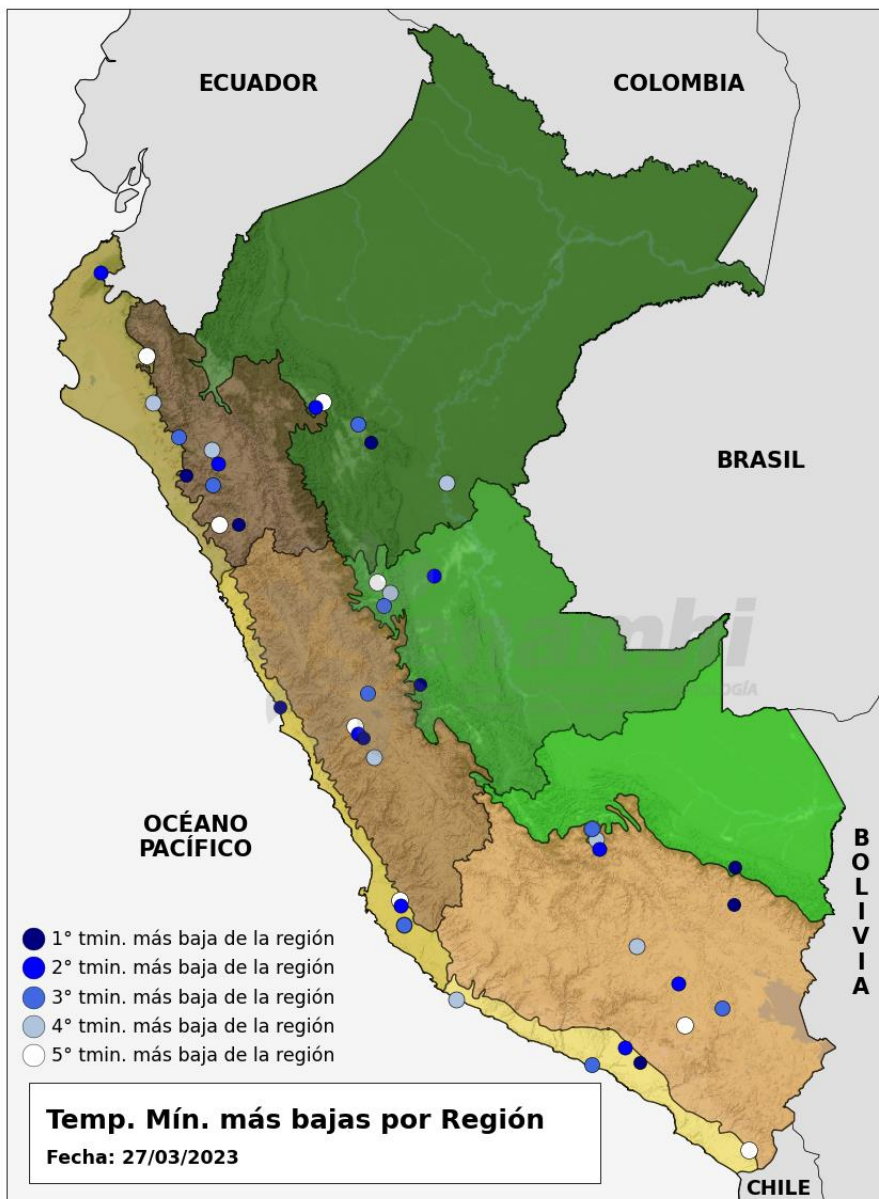 ECUADOR
COLOMBIA
BRASIL
OCÉANO
PACÍFICO
BOLIVIA
1° tmin. más baja de la región
2° tmin. más baja de la región
3° tmin. más baja de la región
4° tmin. más baja de la región
5° tmin. más baja de la región
Temp. Mín. más bajas por Región
Fecha: 27/03/2023
CHILE